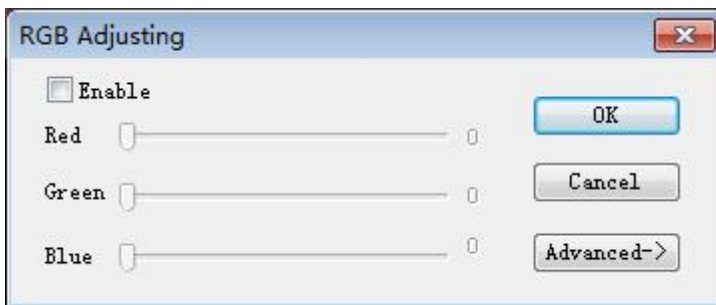 RGB Adjusting
Enable
OK
Red 0
Cancel
Green 0
Blue 0
Advanced->